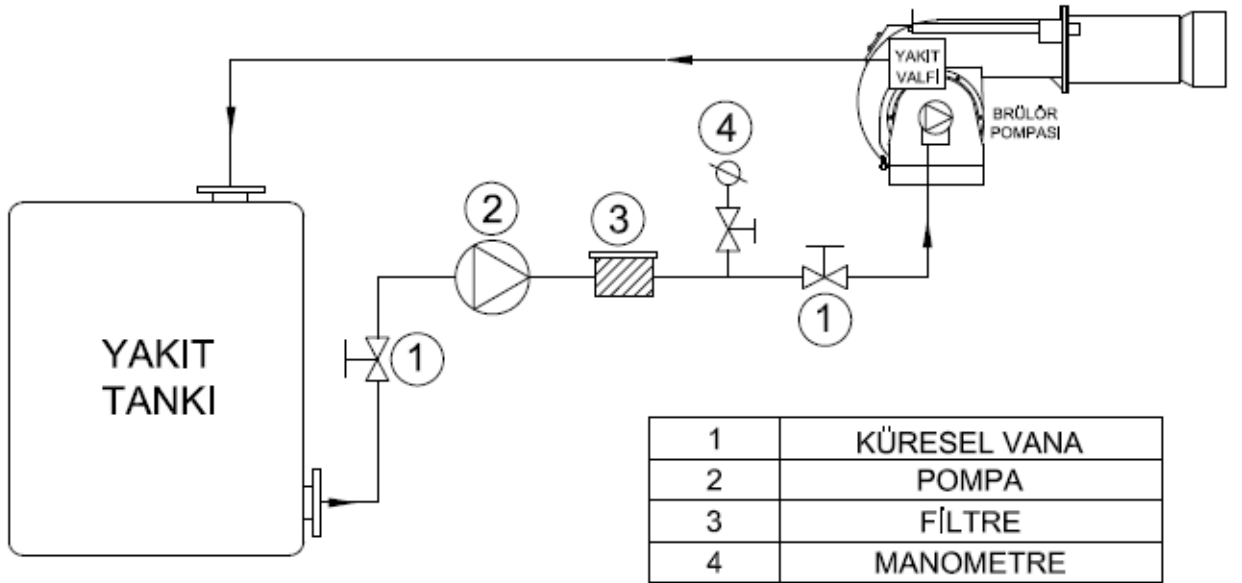 YAKIT
VALFİ
BRÜLÖR
POMPASI
4
2
3
1
1
YAKIT
TANKI
1 KÜRESEL VANA
2 POMPA
3 FİLTRE
4 MANOMETRE